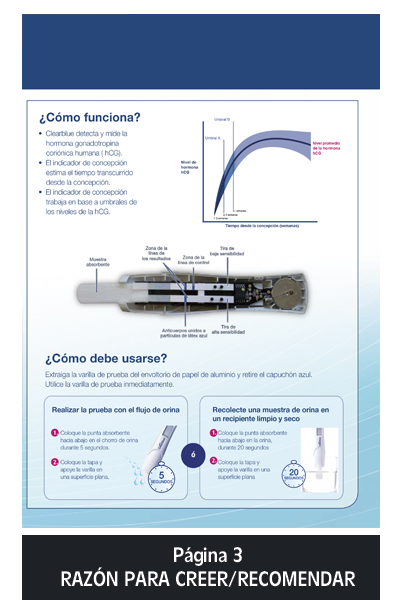 ¿Cómo funciona?
• Clearblue detecta y mide la
hormona gonadotropina
coriónica humana ( hCG).
• El indicador de concepción
estima el tiempo transcurrido
desde la concepción.
• El indicador de concepción
trabaja en base a umbrales de
los niveles de la hCG.
Umbral B
Umbral A
Nivel de
hormona
hCG
Nivel promedio
de la hormona
hCG
Tiempo desde la concepción (semanas)
Muestra
absorbente
Zona de la
línea de
los resultados
Zona de la
línea de control
Tira de
baja sensibilidad
Anticuerpos unidos a
partículas de látex azul
Tira de
alta sensibilidad
¿Cómo debe usarse?
Extraiga la varilla de prueba del envoltorio de papel de aluminio y retire el capuchón azul.
Utilice la varilla de prueba inmediatamente.
Realizar la prueba con el flujo de orina
1. Coloque la punta absorbente
hacia abajo en el chorro de orina
durante 5 segundos.
2. Coloque la tapa y
apoye la varilla en
una superficie plana.
5
SEGUNDOS
ó
Recolecte una muestra de orina en
un recipiente limpio y seco
1. Coloque la punta absorbente
hacia abajo en la orina,
durante 20 segundos
2. Coloque la tapa y
apoye la varilla en una
superficie plana.
20
SEGUNDOS
Página 3
RAZÓN PARA CREER/RECOMENDAR